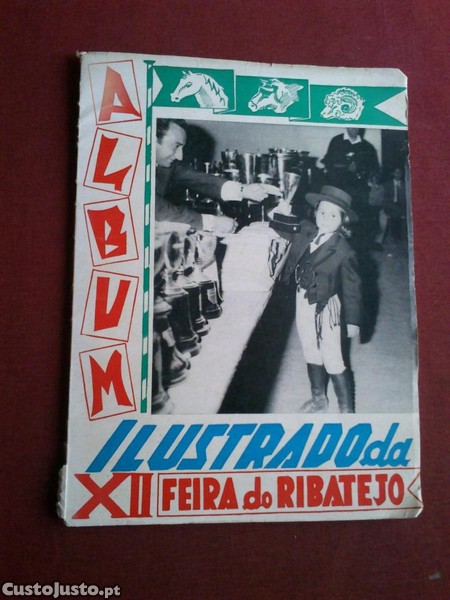 ALBUM
ILUSTRADO da
XII FEIRA do RIBATEJO
CustoJusto.pt